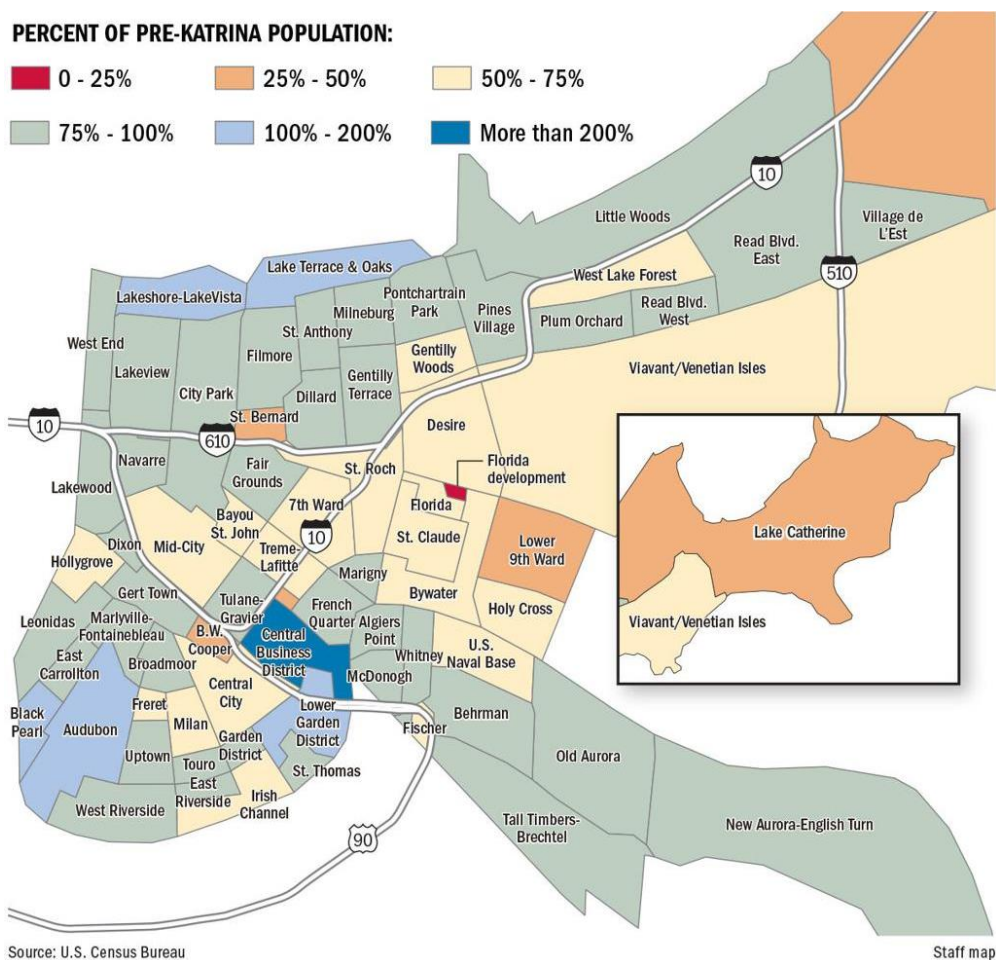 PERCENT OF PRE-KATRINA POPULATION:
0 - 25%
25% - 50%
50% - 75%
75% - 100%
100% - 200%
More than 200%
10
Little Woods
Village de
L'Est
Read Blvd.
East
510
Lake Terrace & Oaks
West Lake Forest
Lakeshore-LakeVista
Pontchartrain
Park
Milneburg
Pines
Village
Plum Orchard
Read Blvd.
West
St. Anthony
West End
Filmore
Gentilly
Woods
Viavant/Venetian Isles
Lakeview
City Park
Dillard
Gentilly
Terrace
10
St. Bernard
Desire
610
Navarre
Fair
Grounds
St. Roch
Florida
development
Lakewood
7th Ward
Florida
Bayou
St. John
10
St. Claude
Lower
9th Ward
Lake Catherine
Dixon
Mid-City
Treme-
Lafitte
Hollygrove
Marigny
Gert Town
Bywater
Holy Cross
Tulane-
Gravier
French
Quarter
Algiers
Point
Viavant/Venetian Isles
Leonidas
Marlyville-
Fontainebleau
B.W.
Cooper
Central
Business
District
U.S.
Naval Base
East
Carrollton
Broadmoor
Whitney
McDonogh
Central
City
Black
Pearl
Audubon
Freret
Milan
Lower
Garden
District
Fischer
Behrman
Garden
District
Uptown
Touro
St. Thomas
Old Aurora
East
Riverside
Irish
Channel
West Riverside
Tall Timbers-
Brechtel
New Aurora-English Turn
90
Source: U.S. Census Bureau
Staff map